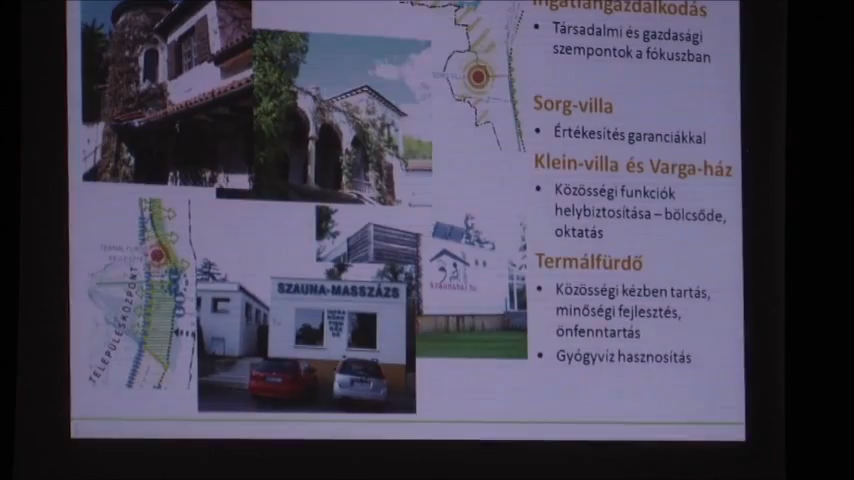 Ingatlangazdálkodás
• Társadalmi és gazdasági
szempontok a fókuszban
Sorg-villa
• Értékesítés garanciákkal
Klein-villa és Varga-ház
• Közösségi funkciók
helybiztosítása – bölcsőde,
oktatás
Termálfürdő
• Közösségi kézben tartás,
minőségi fejlesztés,
önfenntartás
• Gyógyvíz hasznosítás
TELEPÜLÉSKÖZPONT
SZAUNA-MASSZÁZS